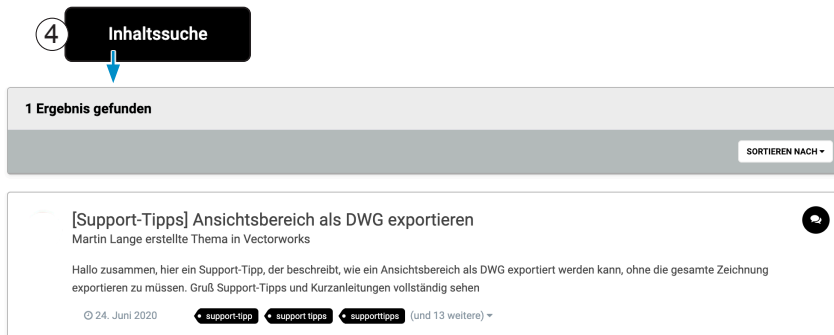 ④ Inhaltssuche
1 Ergebnis gefunden
SORTIEREN NACH
[Support-Tipps] Ansichtsbereich als DWG exportieren
Martin Lange erstellte Thema in Vectorworks
Hallo zusammen, hier ein Support-Tipp, der beschreibt, wie ein Ansichtsbereich als DWG exportiert werden kann, ohne die gesamte Zeichnung
exportieren zu müssen. Gruß Support-Tipps und Kurzanleitungen vollständig sehen
24. Juni 2020 support-tipp support tipps supporttipps (und 13 weitere)